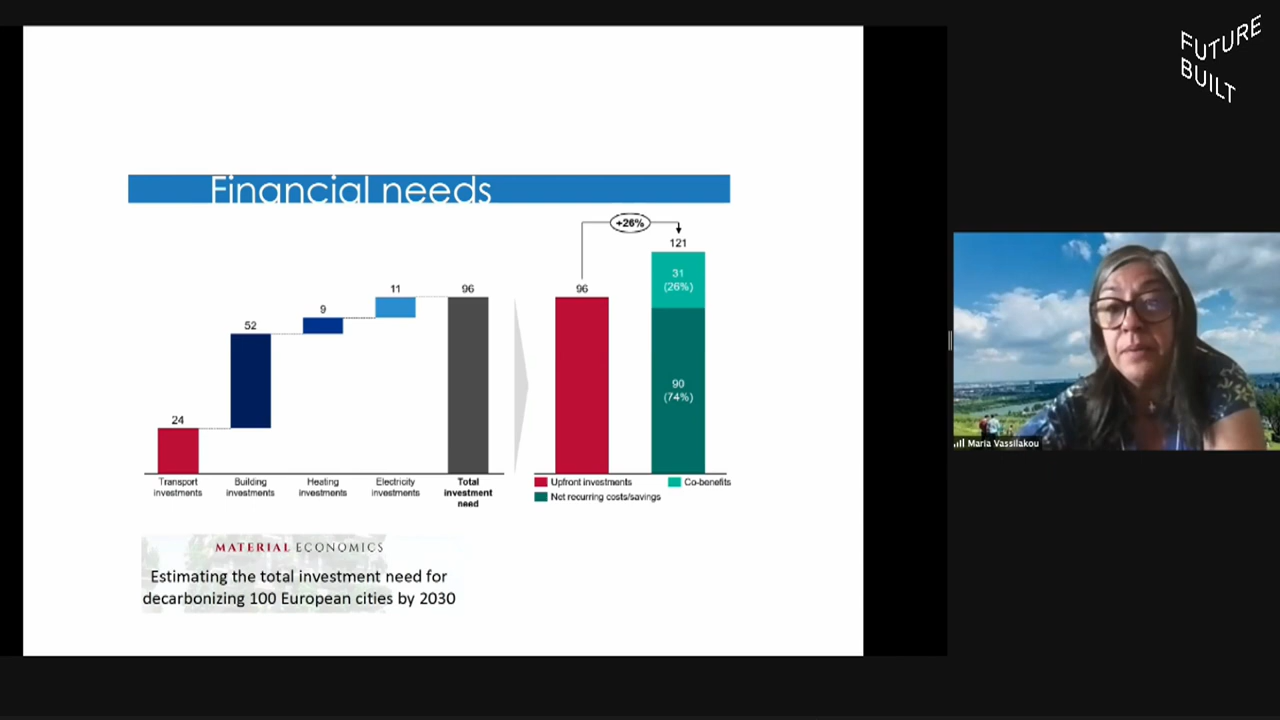 FUTURE
BUILT
Financial needs
+26%
121
31
(26%)
96
90
(74%)
24
52
9
11
96
Transport
investments
Building
investments
Heating
investments
Electricity
investments
Total
investment
need
Upfront investments
Co-benefits
Net recurring costs/savings
MATERIAL ECONOMICS
Estimating the total investment need for
decarbonizing 100 European cities by 2030
Maria Vassilakou